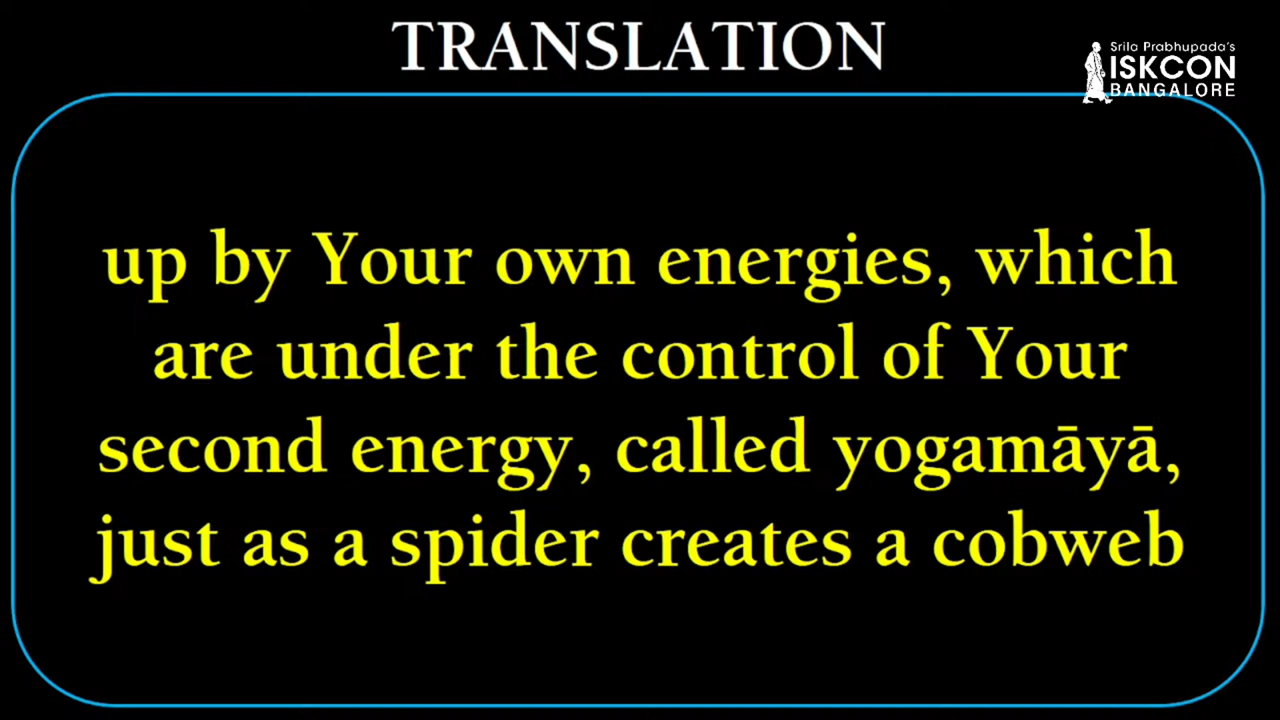 TRANSLATION
Srila Prabhupada's
ISKCON
BANGALORE
up by Your own energies, which
are under the control of Your
second energy, called yogamāyā,
just as a spider creates a cobweb